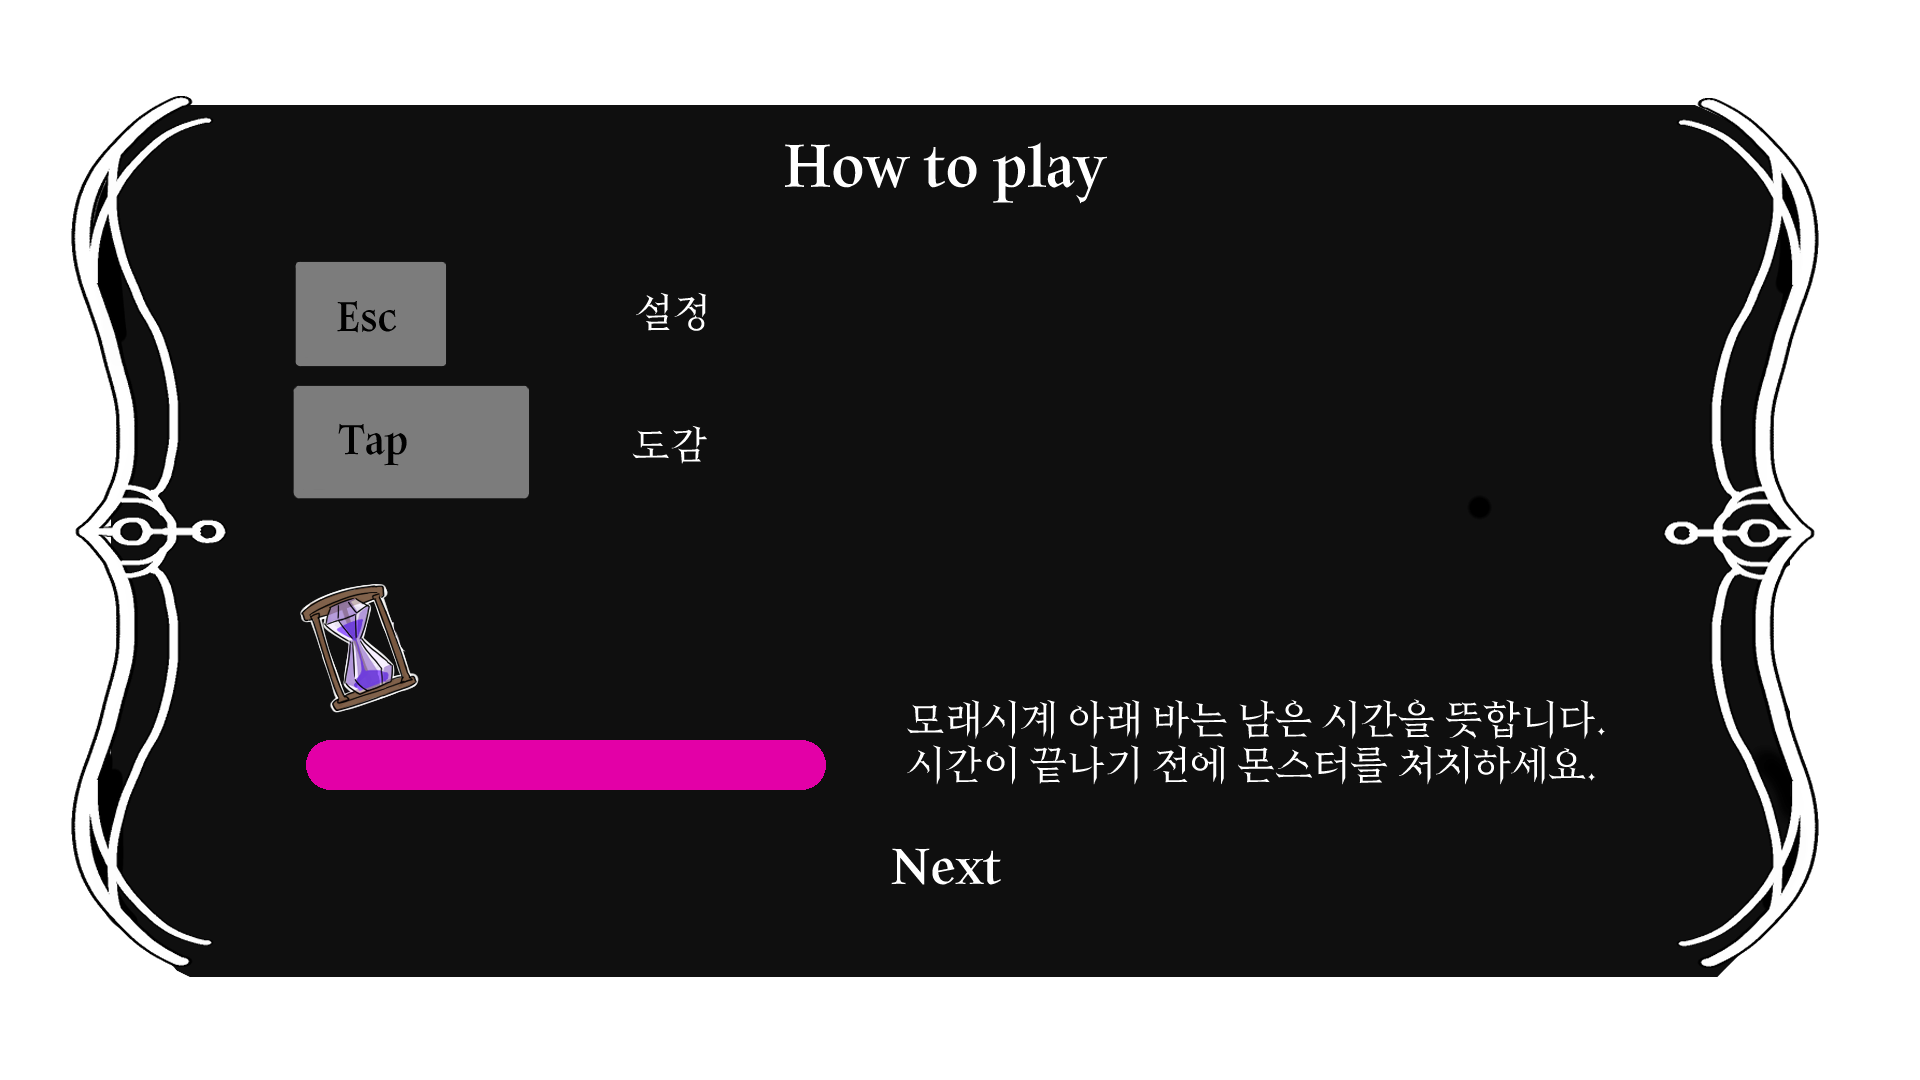 How to play
Esc
설정
Tap
도감
모래시계 아래 바는 남은 시간을 뜻합니다.
시간이 끝나기 전에 몬스터를 처치하세요.
Next